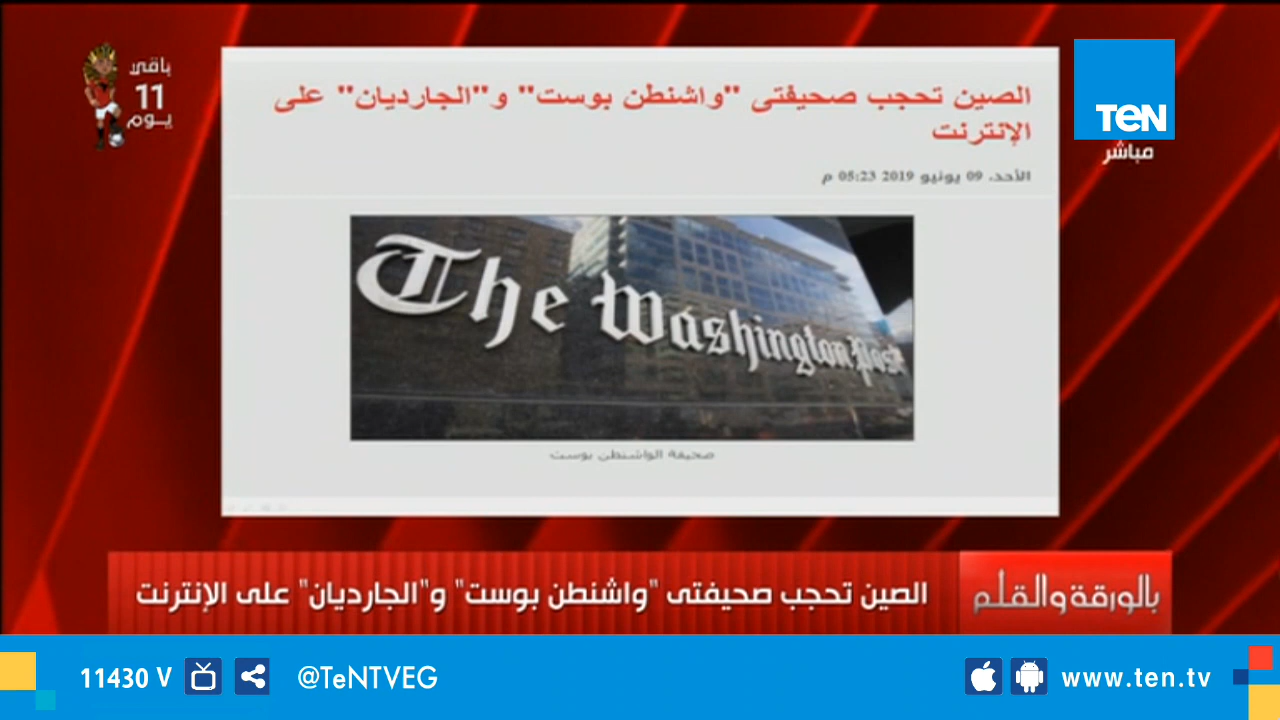 باقى
11
يوم
TEN
مباشر
الصين تحجب صحيفتى "واشنطن بوست" و"الجارديان" على
الإنترنت
الأحد، 09 يونيو 2019 05:23 م
The Washington Post
صحيفة الواشنطن بوست
بالورقة والقلم
الصين تحجب صحيفتى "واشنطن بوست" و"الجارديان" على الإنترنت
11430 V
@TeNTVEG
www.ten.tv